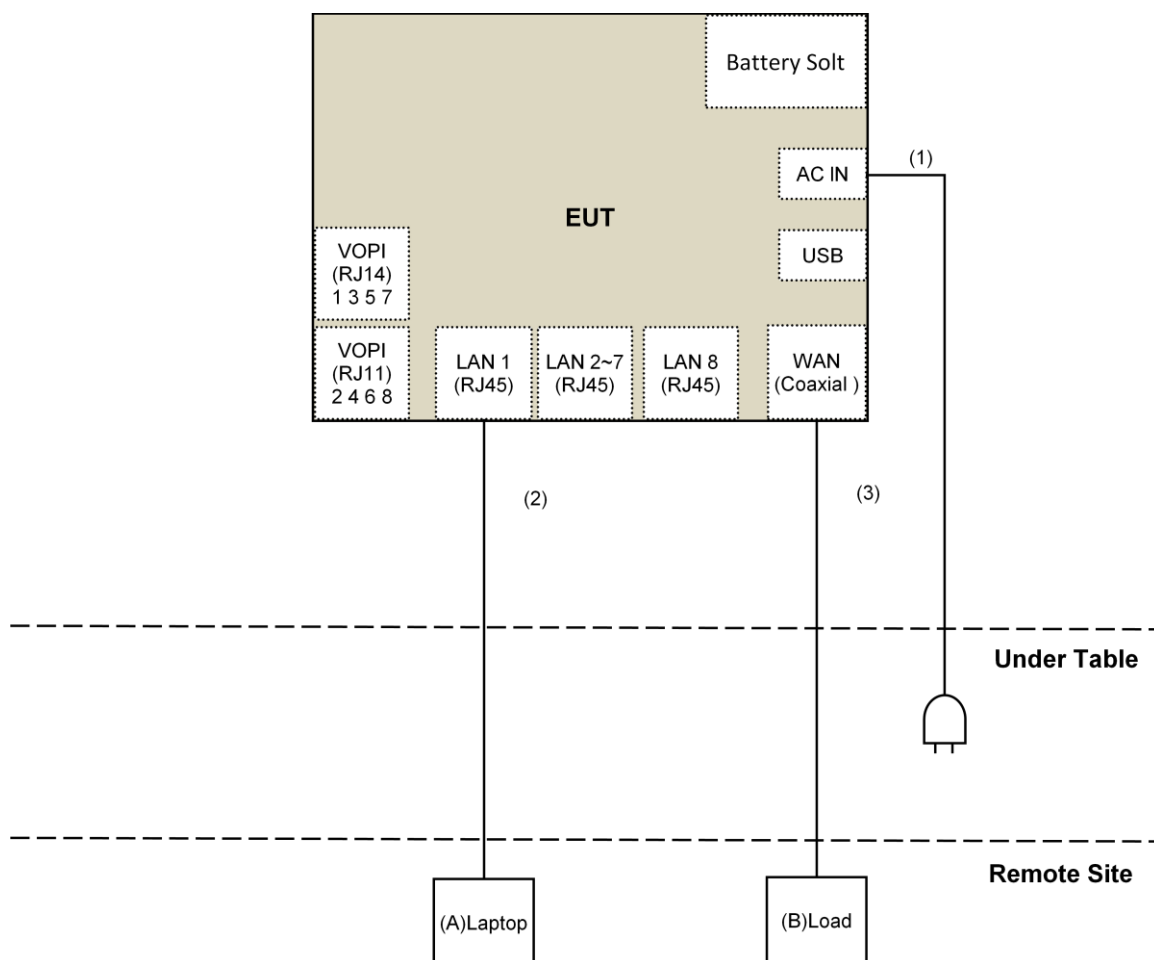 Battery Solt
(1)
AC IN
EUT
USB
VOPI
(RJ14)
1 3 5 7
VOPI
(RJ11)
2 4 6 8
LAN 1
(RJ45)
LAN 2~7
(RJ45)
LAN 8
(RJ45)
WAN
(Coaxial )
(2)
(3)
Under Table
Remote Site
(A)Laptop
(B)Load